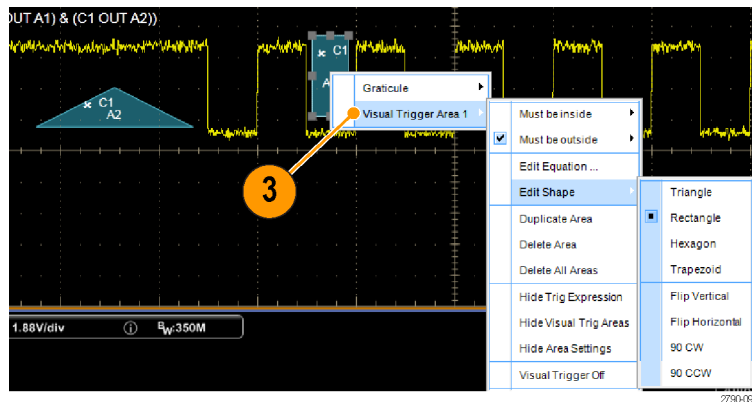 OUT A1) & (C1 OUT A2))
C1
A
C1
A2
Graticule
Visual Trigger Area 1
3
Must be inside
Must be outside
Edit Equation ...
Edit Shape
Duplicate Area
Delete Area
Delete All Areas
Hide Trig Expression
Hide Visual Trig Areas
Hide Area Settings
Visual Trigger Off
Triangle
Rectangle
Hexagon
Trapezoid
Flip Vertical
Flip Horizontal
90 CW
90 CCW
1.88V/div BW:350M